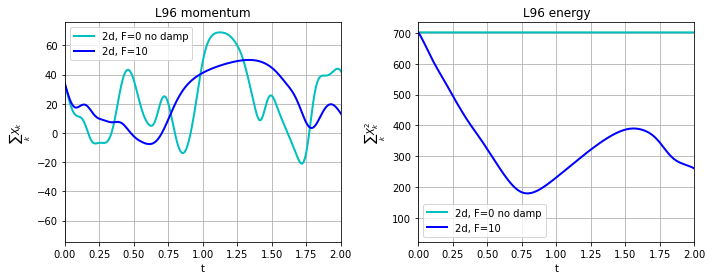 L96 momentum
2d, F=0 no damp
2d, F=10
60
40
20
0
−20
−40
−60
∑ X_k
k
0.00 0.25 0.50 0.75 1.00 1.25 1.50 1.75 2.00
t
L96 energy
700
600
500
400
300
200
100
∑ X_k^2
k
2d, F=0 no damp
2d, F=10
0.00 0.25 0.50 0.75 1.00 1.25 1.50 1.75 2.00
t